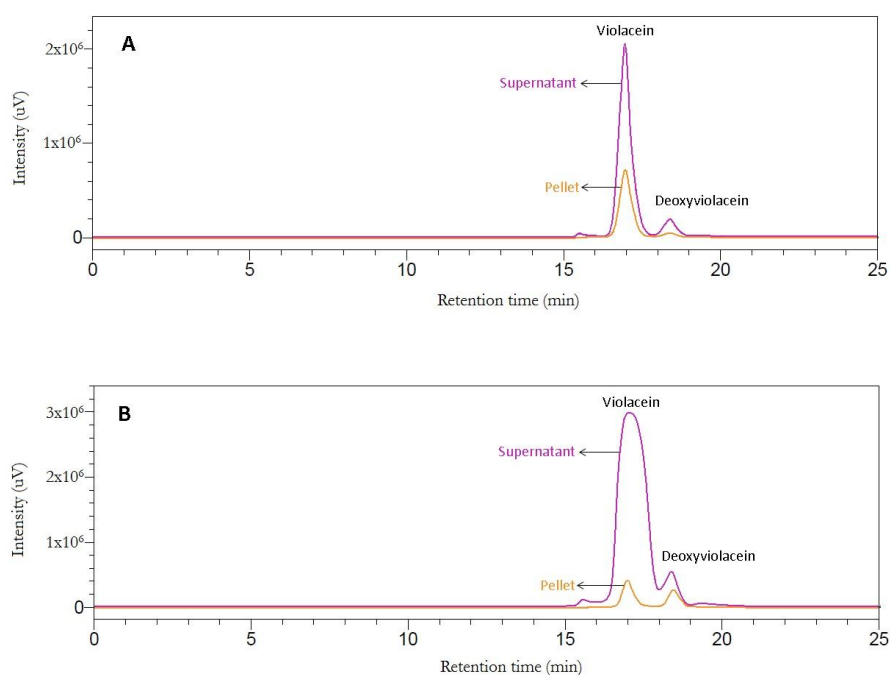 A
Violacein
2x10⁶
Supernatant
1x10⁶
Pellet
Deoxyviolacein
0
Intensity (uV)
0 5 10 15 20 25
Retention time (min)
B
Violacein
3x10⁶
Supernatant
2x10⁶
1x10⁶
Deoxyviolacein
Pellet
0
Intensity (uV)
0 5 10 15 20 25
Retention time (min)